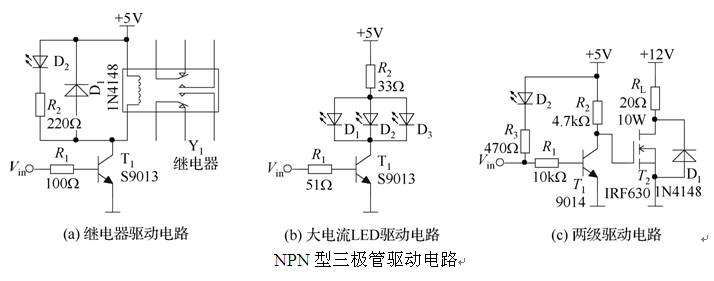 +5V
D₂
R₂
220Ω
D₁
1N4148
Y₁
继电器
Vin
R₁
100Ω
T₁
S9013
(a) 继电器驱动电路
+5V
R₂
33Ω
D₁
D₂
D₃
Vin
R₁
51Ω
T₁
S9013
(b) 大电流LED驱动电路
+5V
+12V
D₂
R₂
4.7kΩ
RL
20Ω
10W
R₃
470Ω
Vin
R₁
10kΩ
T₁
9014
T₂
IRF630
D₁
1N4148
(c) 两级驱动电路
NPN 型三极管驱动电路